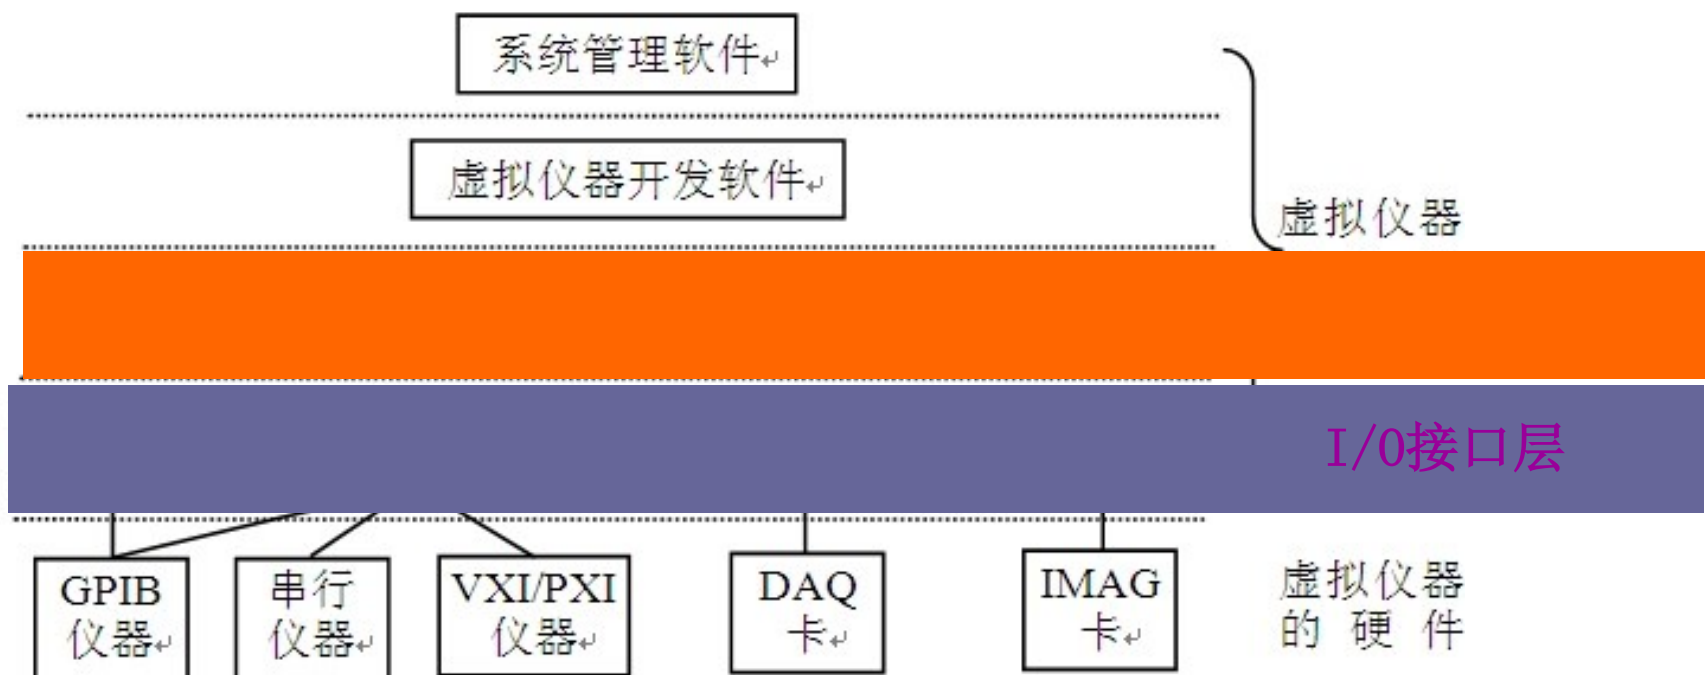 系统管理软件
虚拟仪器开发软件
虚拟仪器
I/O接口层
GPIB
仪器
串行
仪器
VXI/PXI
仪器
DAQ
卡
IMAG
卡
虚拟仪器
的 硬 件